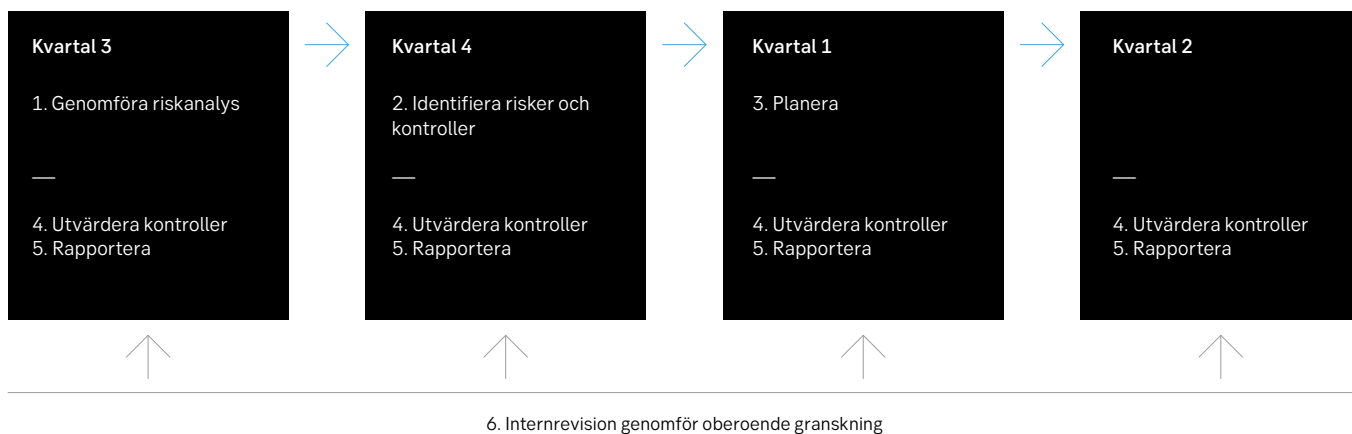 Kvartal 3
1. Genomföra riskanalys
4. Utvärdera kontroller
5. Rapportera
Kvartal 4
2. Identifiera risker och
kontroller
4. Utvärdera kontroller
5. Rapportera
Kvartal 1
3. Planera
4. Utvärdera kontroller
5. Rapportera
Kvartal 2
4. Utvärdera kontroller
5. Rapportera
6. Internrevision genomför oberoende granskning